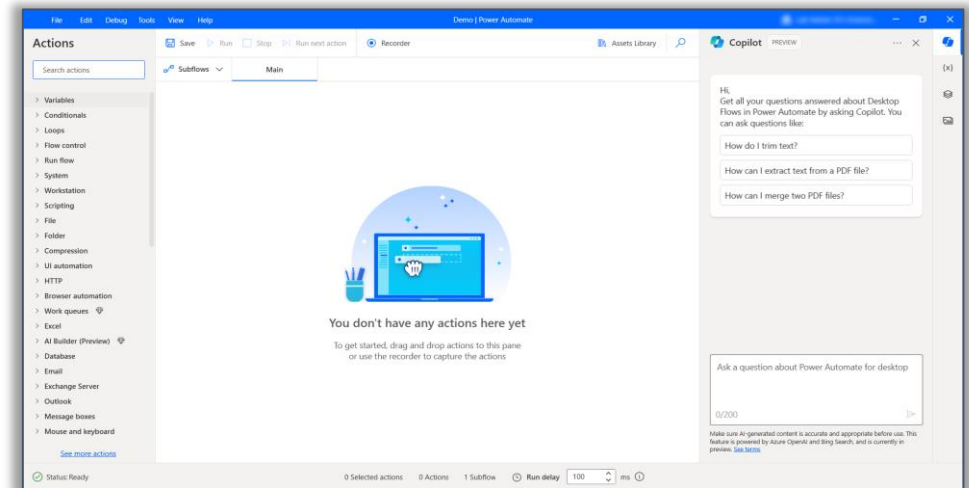 File Edit Debug Tools View Help
Demo | Power Automate
Actions
Search actions
Variables
Conditionals
Loops
Flow control
Run flow
System
Workstation
Scripting
File
Folder
Compression
UI automation
HTTP
Browser automation
Work queues
Excel
AI Builder (Preview)
Database
Email
Exchange Server
Outlook
Message boxes
Mouse and keyboard
See more actions
Save Run Stop Run next action Recorder Assets Library
Subflows Main
You don't have any actions here yet
To get started, drag and drop actions to this pane
or use the recorder to capture the actions
Copilot PREVIEW
Hi,
Get all your questions answered about Desktop
Flows in Power Automate by asking Copilot. You
can ask questions like:
How do I trim text?
How can I extract text from a PDF file?
How can I merge two PDF files?
Ask a question about Power Automate for desktop
0/200
Make sure AI-generated content is accurate and appropriate before use. This
feature is powered by Azure OpenAI and Bing Search, and is currently in
preview. See terms
{x}
Status: Ready 0 Selected actions 0 Actions 1 Subflow Run delay 100 ms